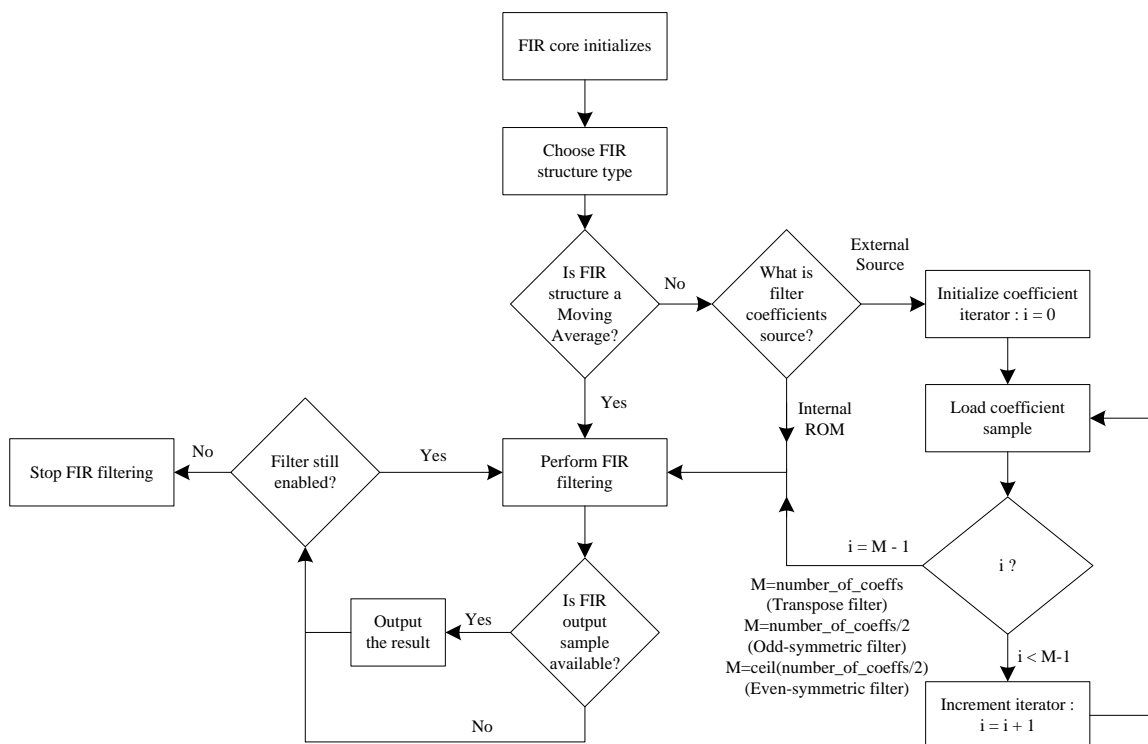 FIR core initializes
Choose FIR
structure type
Is FIR
structure a
Moving
Average?
No
What is
filter
coefficients
source?
External
Source
Initialize coefficient
iterator : i = 0
Yes
Internal
ROM
Load coefficient
sample
Stop FIR filtering
No
Filter still
enabled?
Yes
Perform FIR
filtering
i = M - 1
i ?
M=number_of_coeffs
(Transpose filter)
M=number_of_coeffs/2
(Odd-symmetric filter)
M=ceil(number_of_coeffs/2)
(Even-symmetric filter)
Output
the result
Yes
Is FIR
output
sample
available?
i < M-1
No
Increment iterator :
i = i + 1